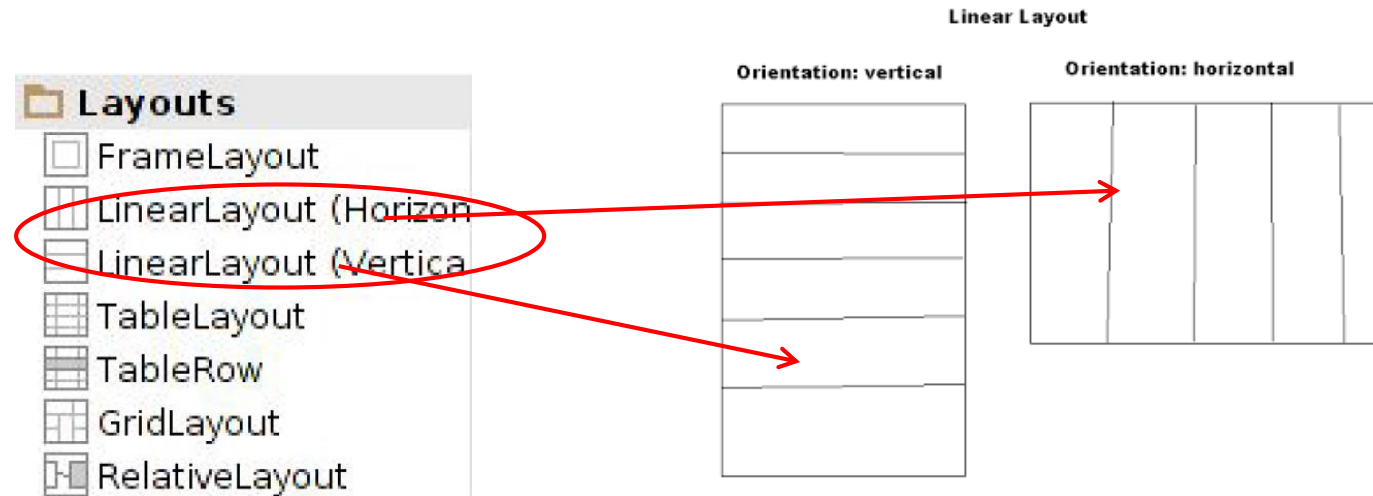 Linear Layout
Orientation: vertical
Orientation: horizontal
Layouts
FrameLayout
LinearLayout (Horizon
LinearLayout (Vertica
TableLayout
TableRow
GridLayout
RelativeLayout